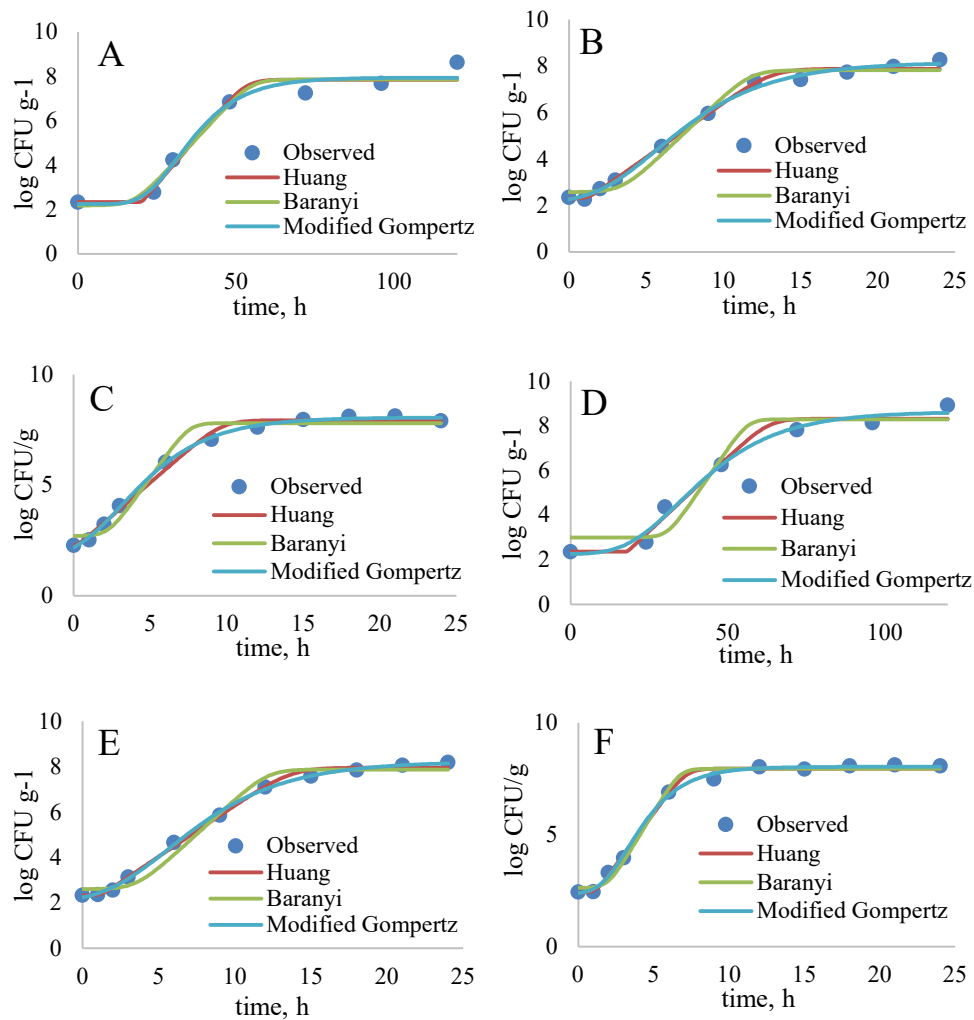 A
10
8
6
4
2
0
log CFU g-1
Observed
Huang
Baranyi
Modified Gompertz
0 50 100
time, h
B
10
8
6
4
2
0
log CFU g-1
Observed
Huang
Baranyi
Modified Gompertz
0 5 10 15 20 25
time, h
C
10
5
0
log CFU/g
Observed
Huang
Baranyi
Modified Gompertz
0 5 10 15 20 25
time, h
D
10
8
6
4
2
0
log CFU g-1
Observed
Huang
Baranyi
Modified Gompertz
0 50 100
time, h
E
10
8
6
4
2
0
log CFU g-1
Observed
Huang
Baranyi
Modified Gompertz
0 5 10 15 20 25
time, h
F
10
5
0
log CFU/g
Observed
Huang
Baranyi
Modified Gompertz
0 5 10 15 20 25
time, h